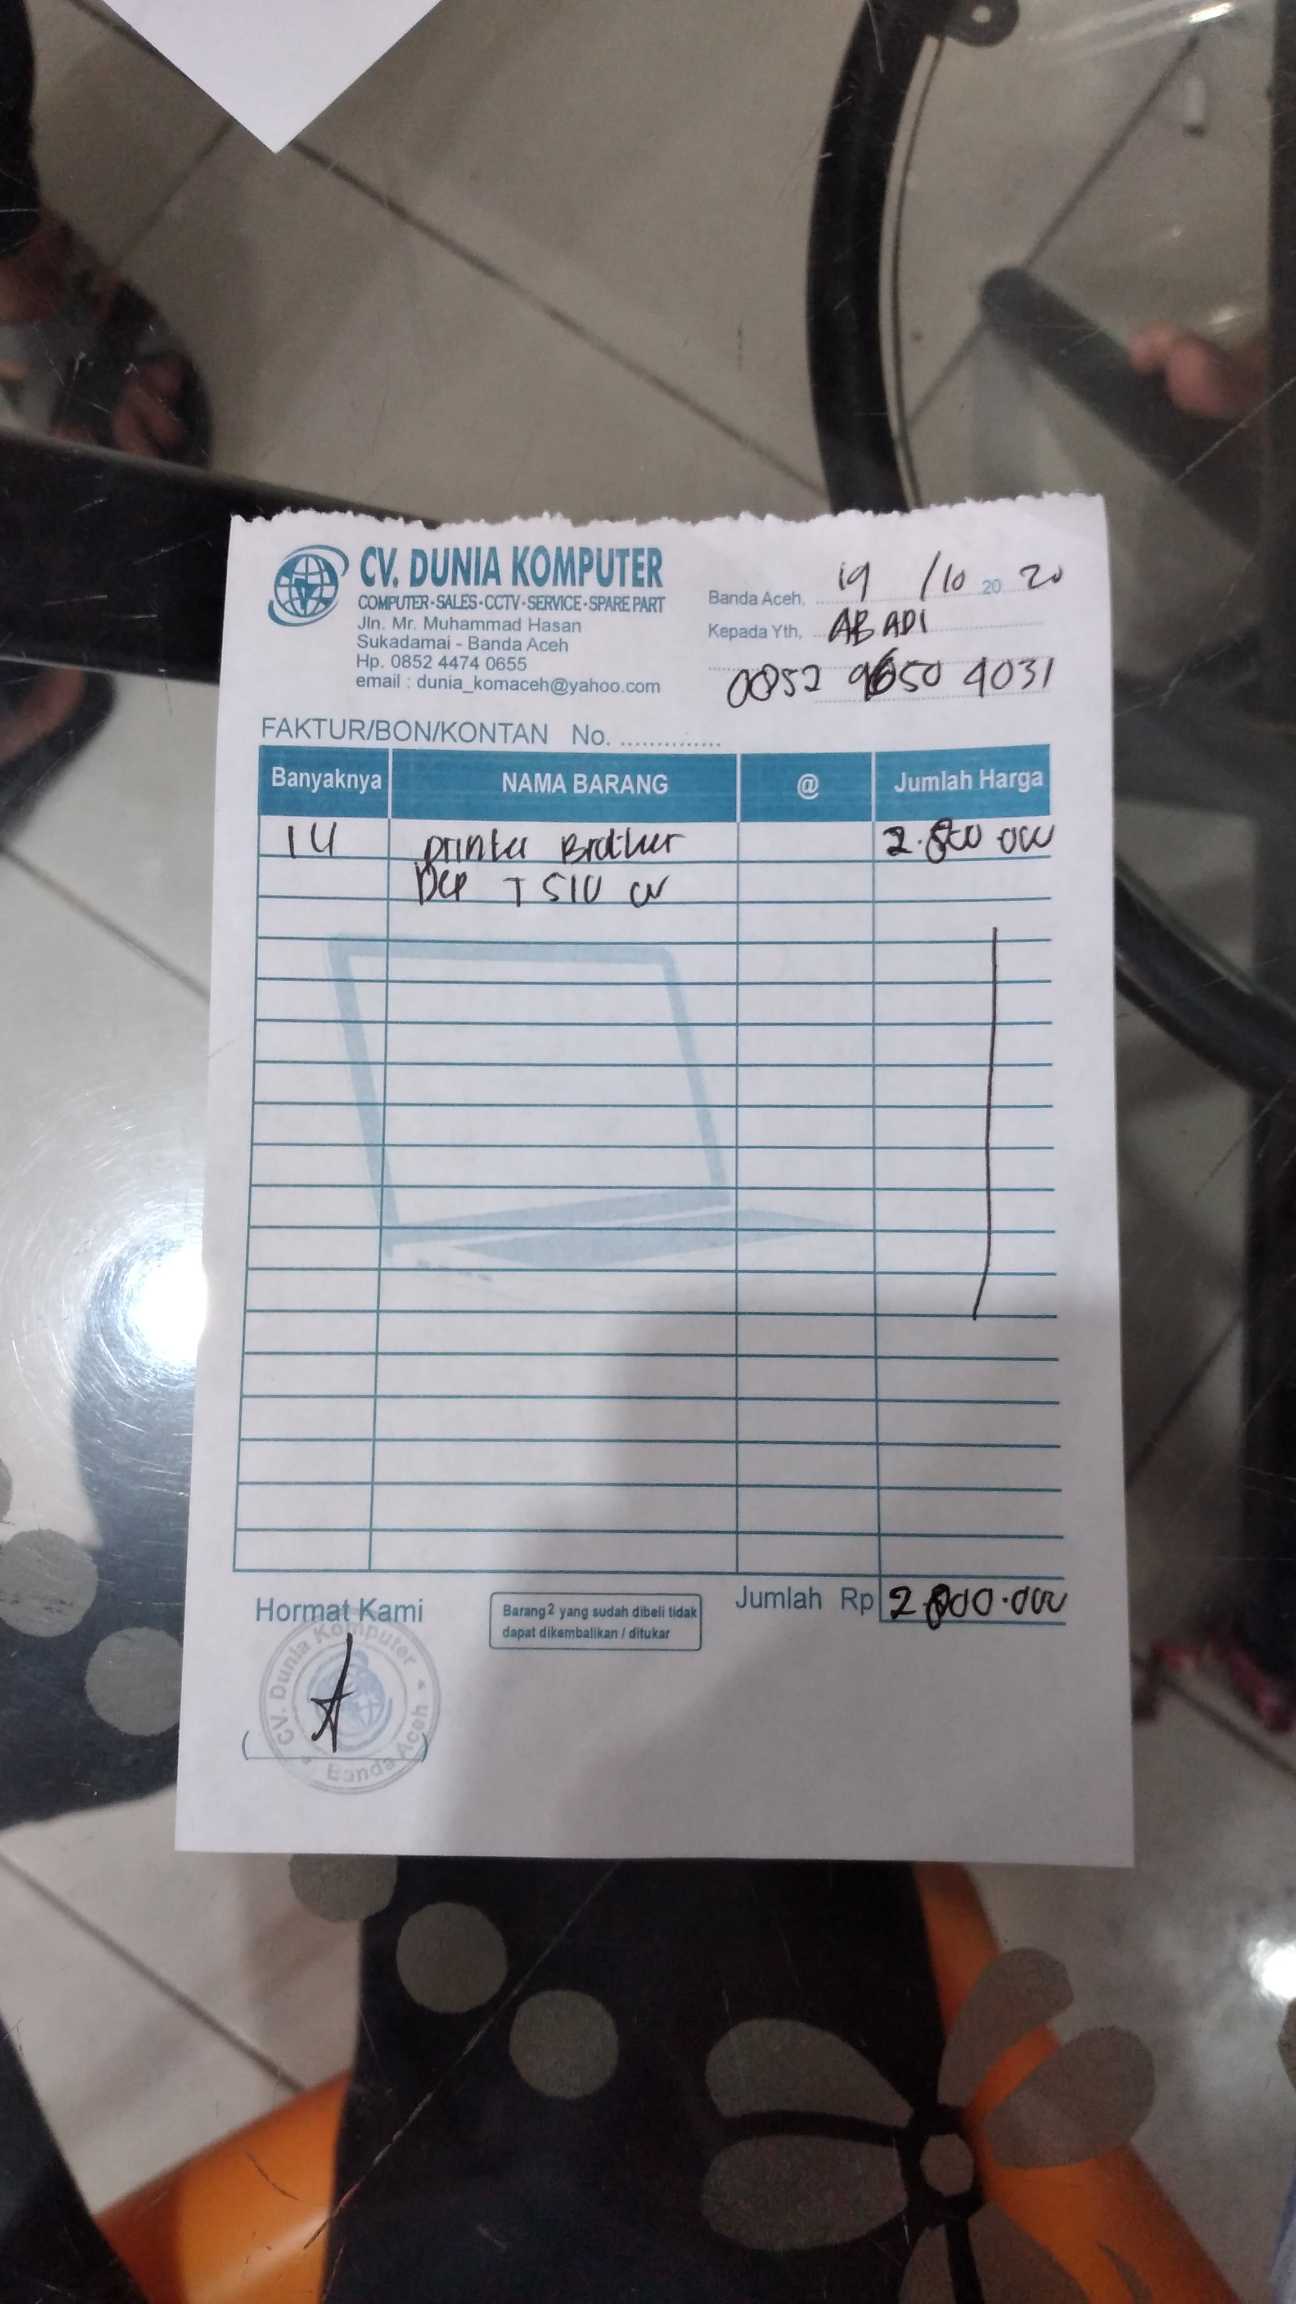 CV. DUNIA KOMPUTER
COMPUTER - SALES - CCTV - SERVICE - SPARE PART
Jln. Mr. Muhammad Hasan
Sukadamai - Banda Aceh
Hp. 0852 4474 0655
email : dunia_komaceh@yahoo.com
Banda Aceh, 19 /10 20 20
Kepada Yth, ABADI
0852 9650 4031
FAKTUR/BON/KONTAN No. ..............
Banyaknya NAMA BARANG @ Jumlah Harga
1 U printer Brother 2.800 000
DCP T 510 W
Jumlah Rp 2.800.000
Hormat Kami
Barang2 yang sudah dibeli tidak
dapat dikembalikan / ditukar
CV. Dunia Komputer
Banda Aceh